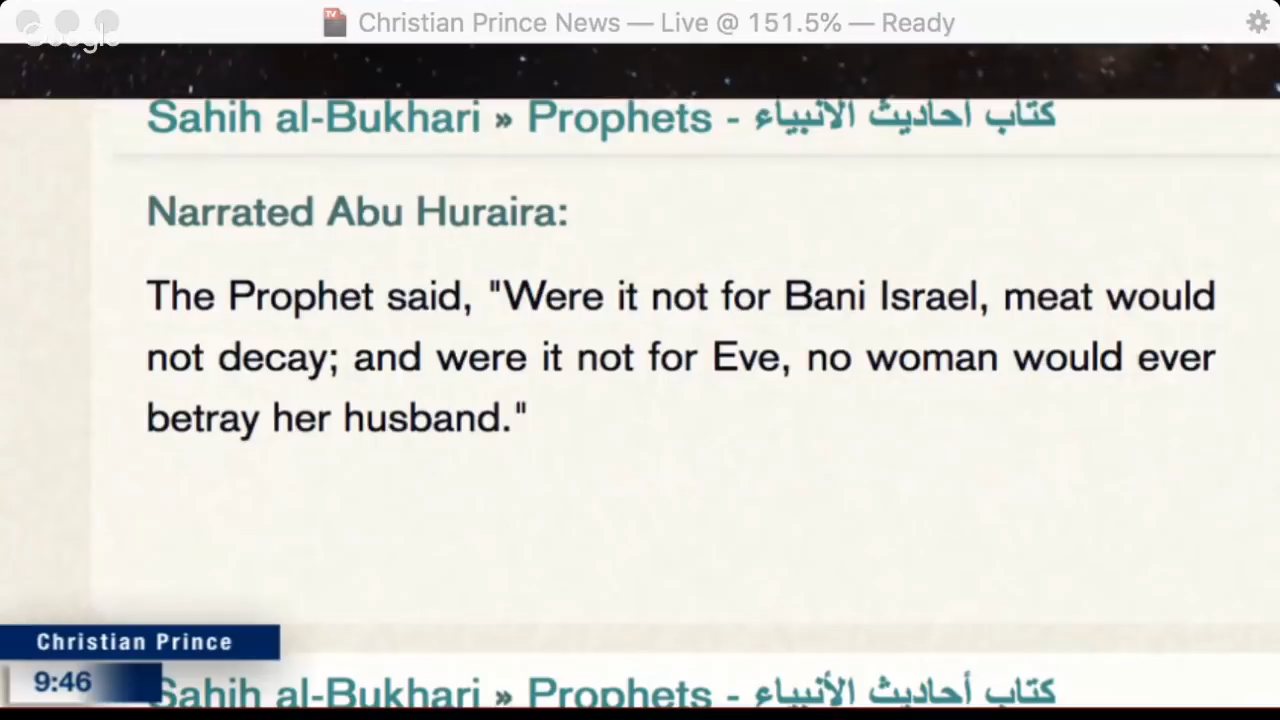 Christian Prince News — Live @ 151.5% — Ready
Google
Sahih al-Bukhari » Prophets - كتاب أحاديث الأنبياء
Narrated Abu Huraira:
The Prophet said, "Were it not for Bani Israel, meat would
not decay; and were it not for Eve, no woman would ever
betray her husband."
Christian Prince
9:46
Sahih al-Bukhari » Prophets - كتاب أحاديث الأنبياء